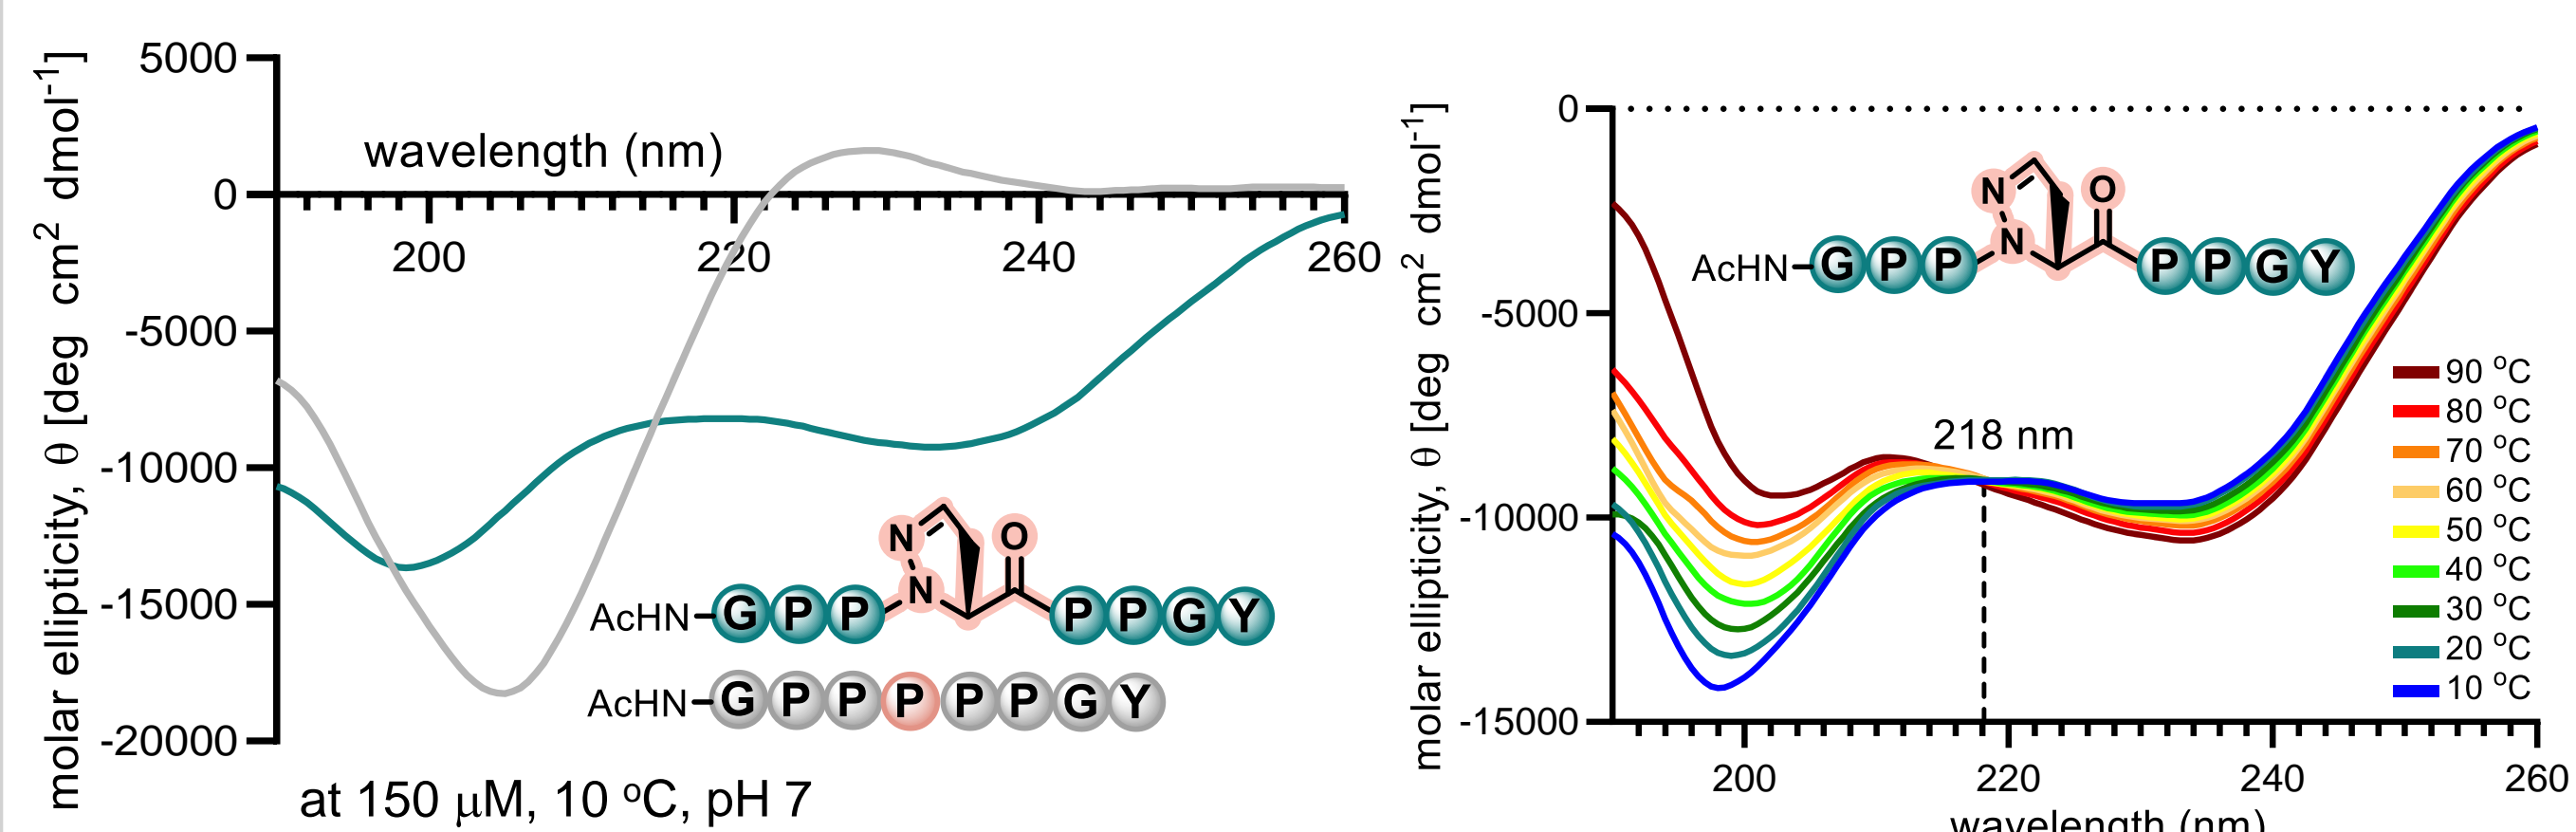 molar ellipticity, θ [deg cm² dmol⁻¹]
5000
0
-5000
-10000
-15000
-20000
wavelength (nm)
200
220
240
260
N
N
O
AcHN
G P P
P P G Y
AcHN
G P P P P P G Y
at 150 μM, 10 ºC, pH 7
molar ellipticity, θ [deg cm² dmol⁻¹]
0
-5000
-10000
-15000
N
N
O
AcHN
G P P
P P G Y
218 nm
90 ºC
80 ºC
70 ºC
60 ºC
50 ºC
40 ºC
30 ºC
20 ºC
10 ºC
200
220
240
260
wavelength (nm)